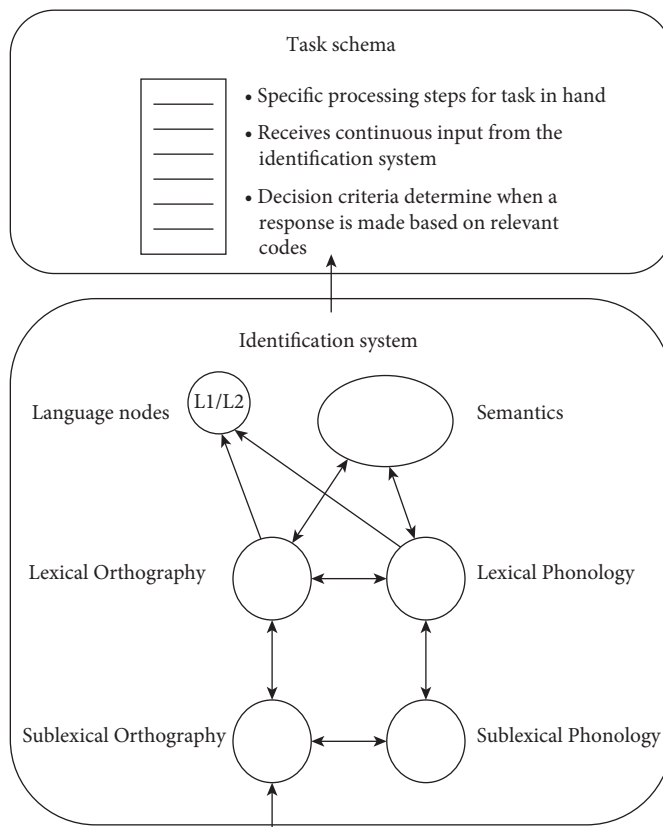 Task schema
• Specific processing steps for task in hand
• Receives continuous input from the
identification system
• Decision criteria determine when a
response is made based on relevant
codes
Identification system
Language nodes
L1/L2
Semantics
Lexical Orthography
Lexical Phonology
Sublexical Orthography
Sublexical Phonology